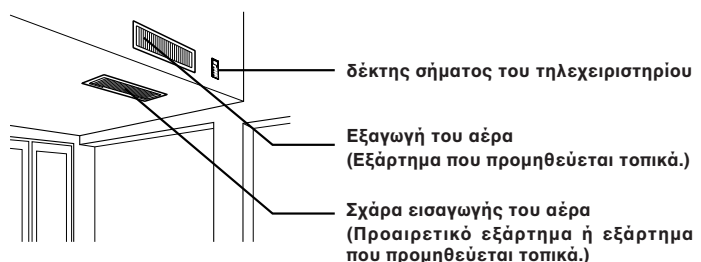 δέκτης σήματος του τηλεχειριστηρίου
Εξαγωγή του αέρα
(Εξάρτημα που προμηθεύεται τοπικά.)
Σχάρα εισαγωγής του αέρα
(Προαιρετικό εξάρτημα ή εξάρτημα
που προμηθεύεται τοπικά.)